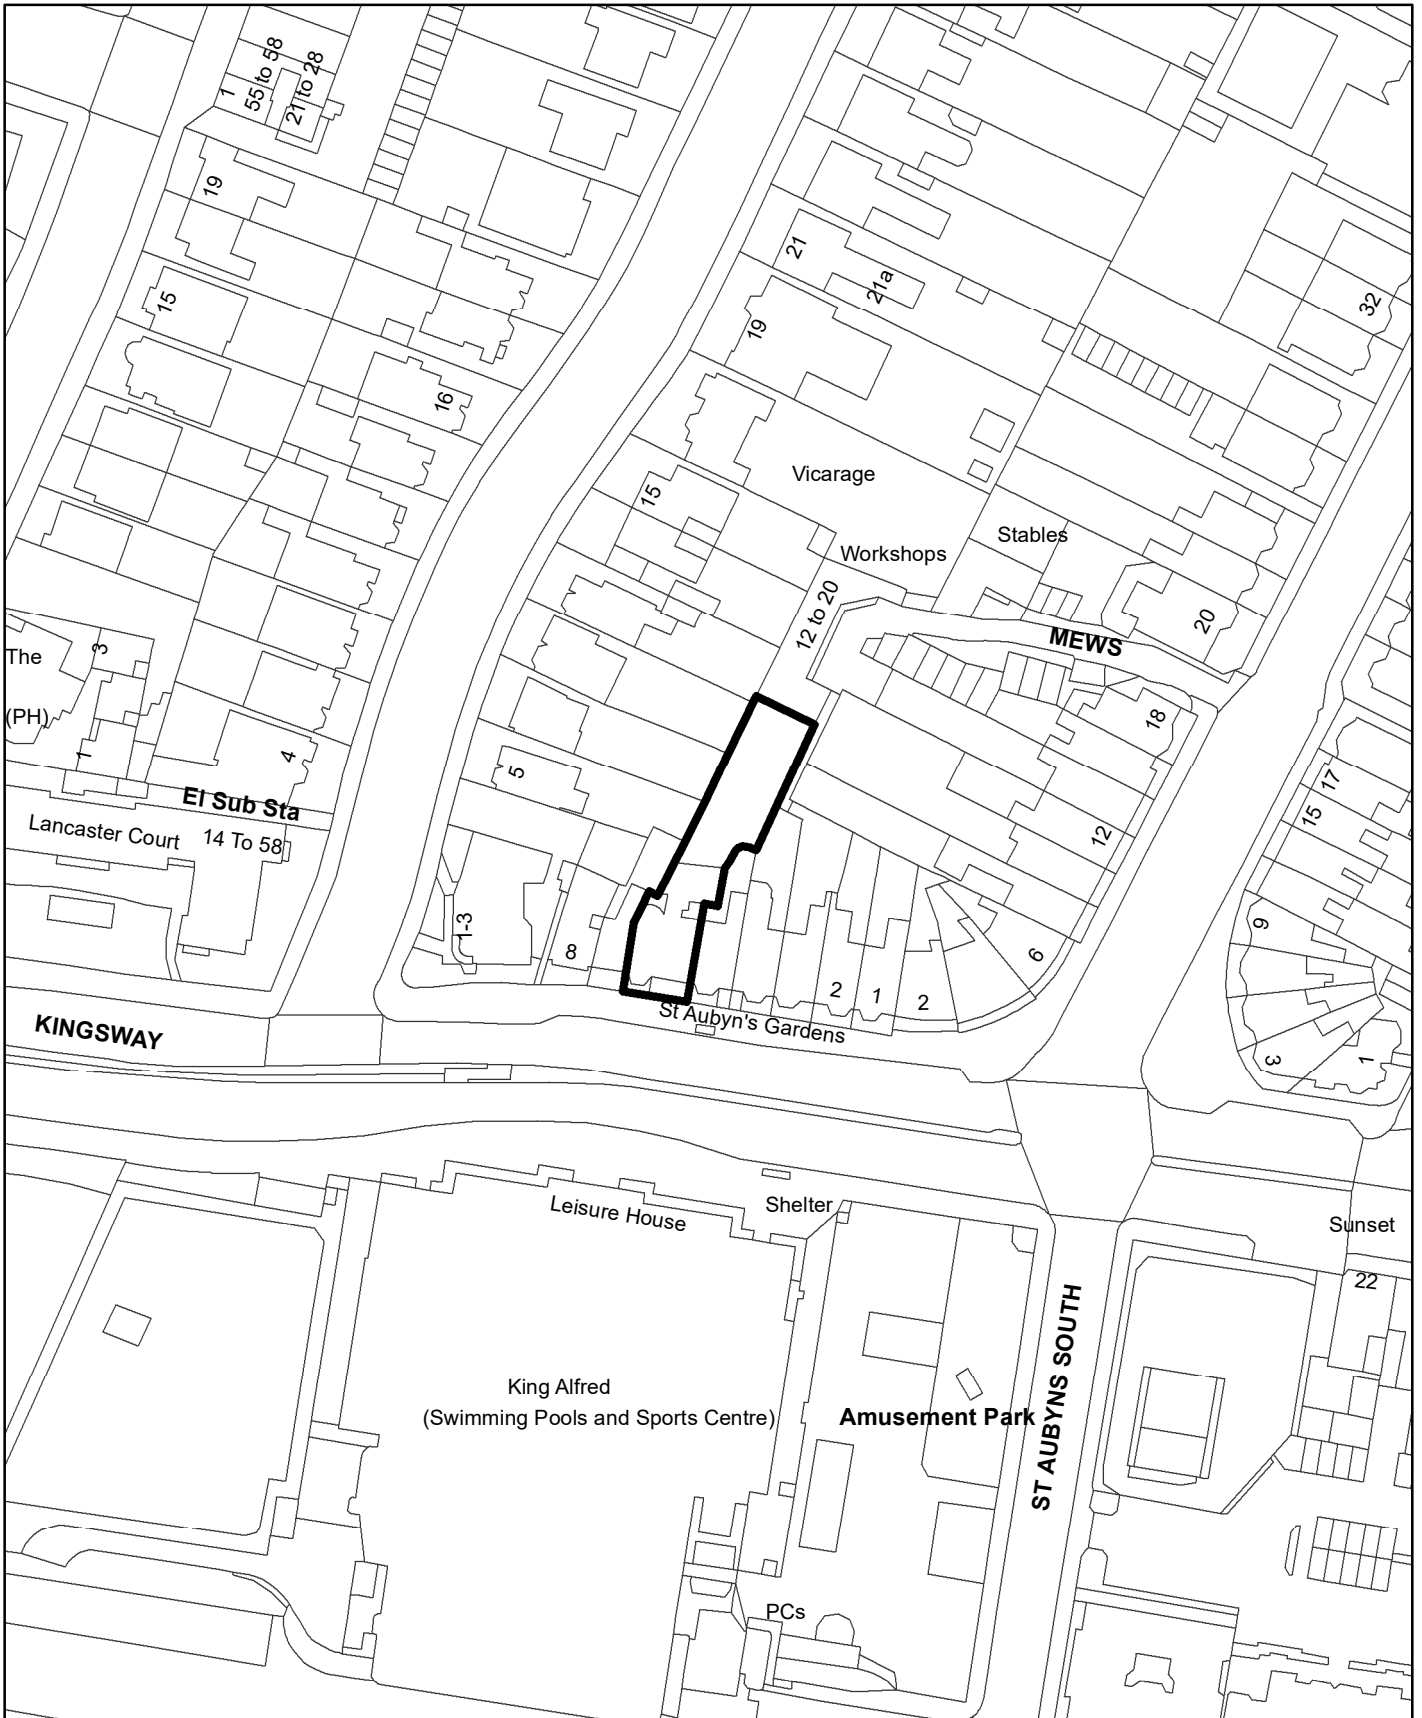 1
55 to 58
21 to 28
19
15
16
21
21a
19
32
15
Vicarage
Workshops
Stables
12 to 20
20
MEWS
18
The
(PH)
3
1
4
El Sub Sta
Lancaster Court
14 To 58
5
1-3
8
2
1
2
6
12
17
15
9
3
1
St Aubyn's Gardens
KINGSWAY
Leisure House
Shelter
Sunset
22
King Alfred
(Swimming Pools and Sports Centre)
Amusement Park
ST AUBYNS SOUTH
PCs